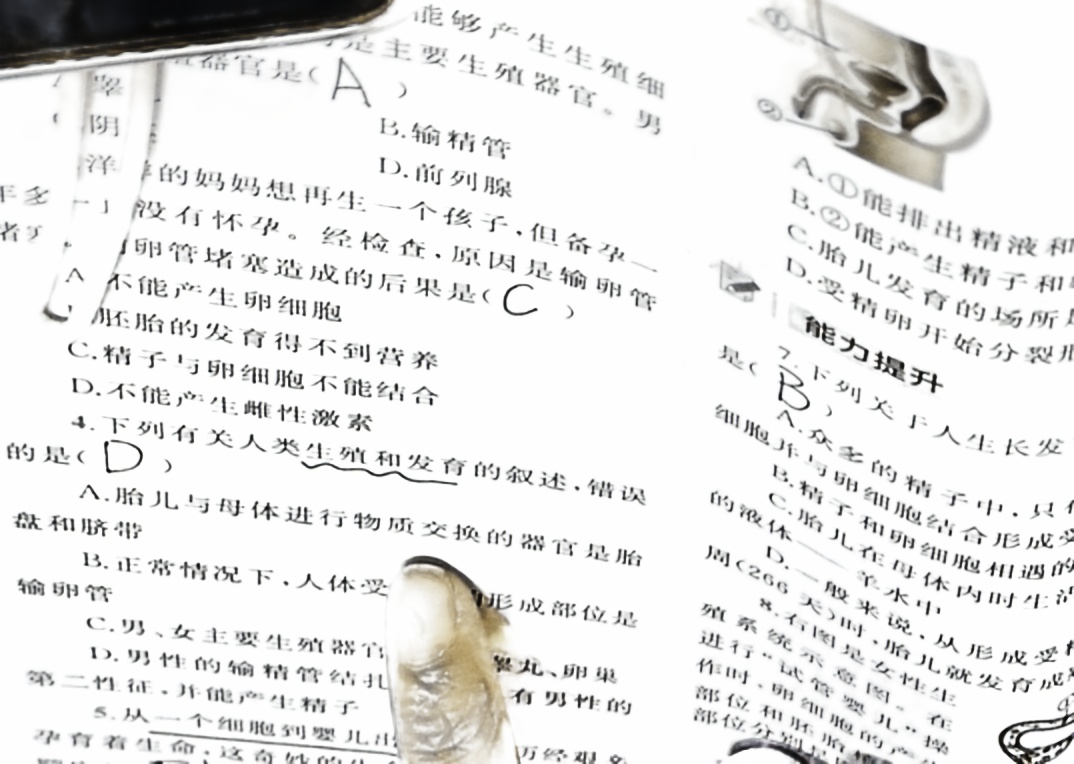 能够产生生殖细
是主要生殖器官。男
殖器官是( A )
睾
B.输精管
阴
D.前列腺
洋
的妈妈想再生一个孩子,但备孕一
年多 没有怀孕。经检查,原因是输卵管
卵管堵塞造成的后果是( C )
A 不能产生卵细胞
胚胎的发育得不到营养
C.精子与卵细胞不能结合
D.不能产生雌性激素
4.下列有关人类生殖和发育的叙述,错误
的是( D )
A.胎儿与母体进行物质交换的器官是胎
盘和脐带
B.正常情况下,人体受 形成部位是
输卵管
C.男、女主要生殖器官 睾丸、卵巢
D.男性的输精管结扎 有男性的
第二性征,并能产生精子
5.从一个细胞到婴儿出 历经艰
孕育着生命,这奇妙的生
①
②
A.①能排出精液和
B.②能产生精子和
C.胎儿发育的场所
D.受精卵开始分裂
能力提升
7.下列关于人生长发
是( B )
A.众多的精子中,只
细胞并与卵细胞结合形成受
B.精子和卵细胞相遇的
C.胎儿在母体内时生活
的液体——羊水中
D.一般来说,从形成受
周(266天)时,胎儿就发育成
8.右图是女性生
殖系统示意图。在
进行“试管婴儿”操
作时,卵细胞的产生
部位和胚胎
部位分别是